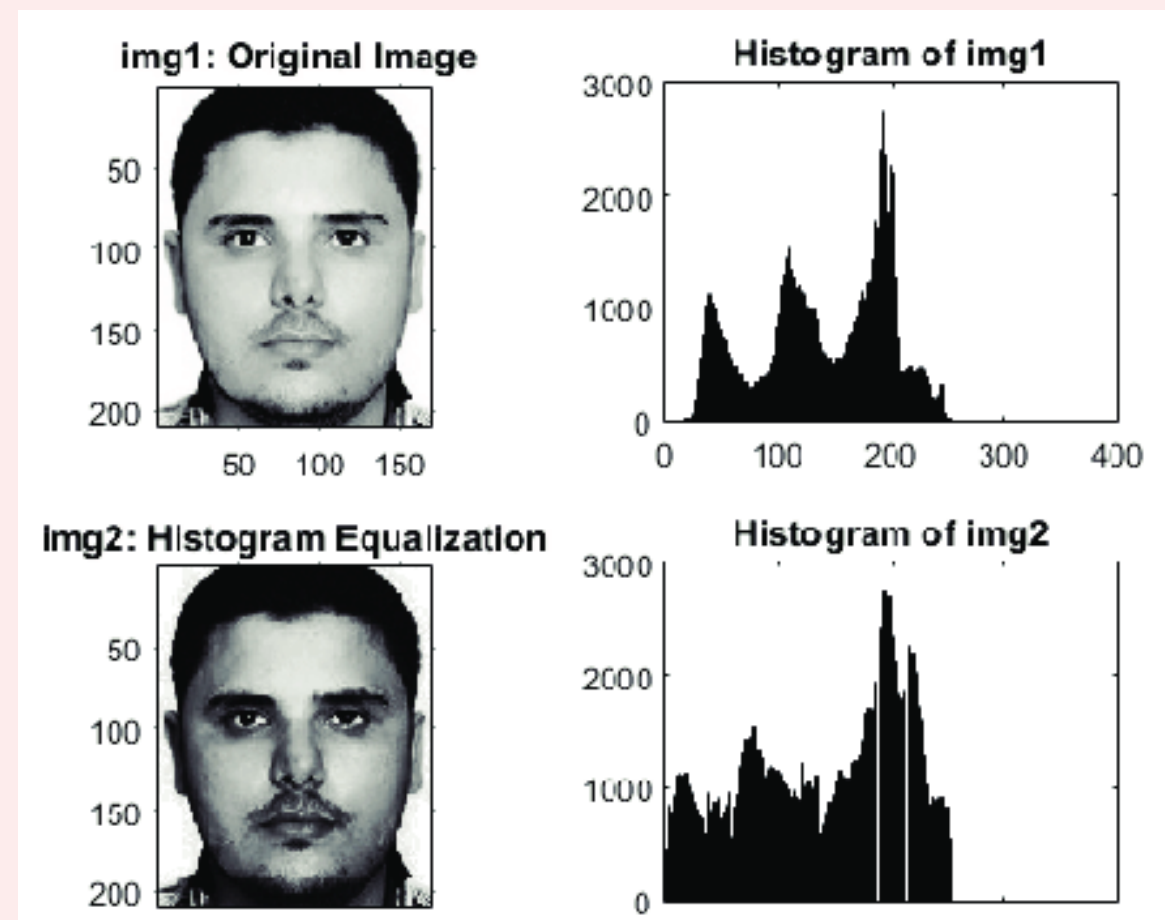 img1: Original Image
50
100
150
200
50 100 150
Histogram of img1
3000
2000
1000
0
0 100 200 300 400
img2: Histogram Equalization
50
100
150
200
Histogram of img2
3000
2000
1000
0